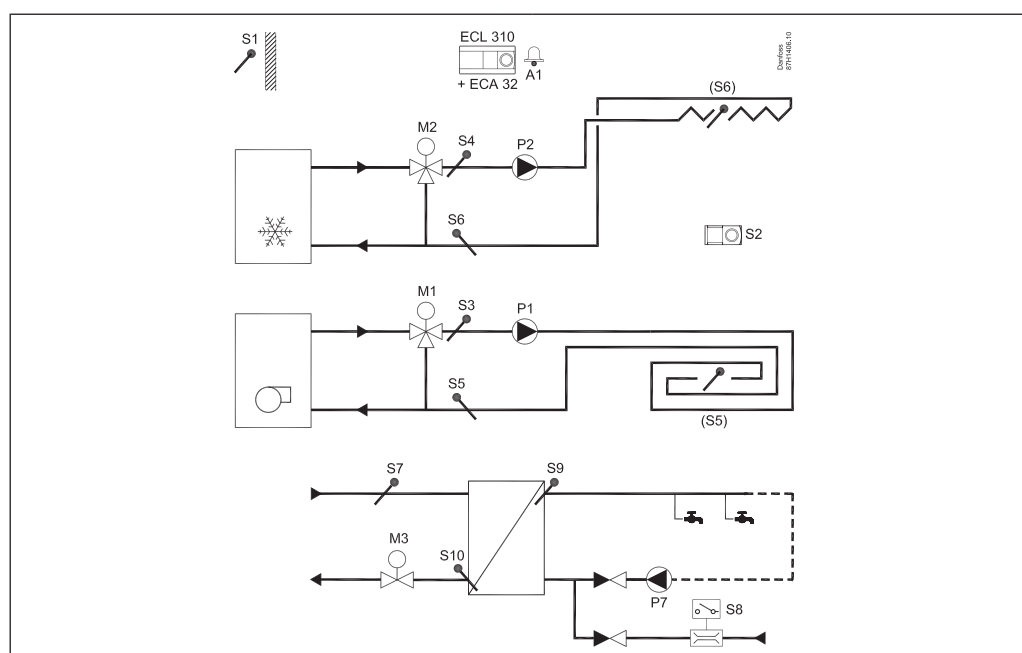 S1
ECL 310
A1
+ ECA 32
Danfoss
87H1406.10
(S6)
M2
S4
P2
S6
S2
M1
S3
P1
S5
(S5)
S7
S9
M3
S10
P7
S8